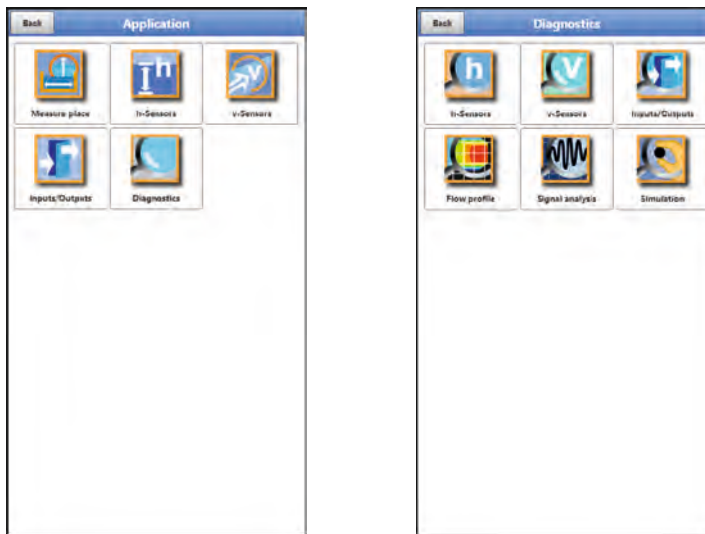 Back Application
h
v
Measure place h-Sensors v-Sensors
Inputs/Outputs Diagnostics
Back Diagnostics
h
v
h-Sensors v-Sensors Inputs/Outputs
Flow profile Signal analysis Simulation